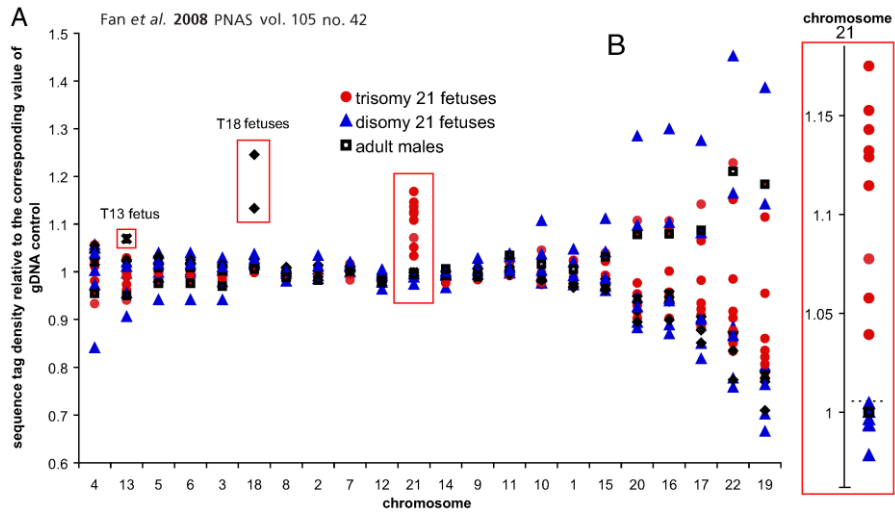 A
Fan et al. 2008 PNAS vol. 105 no. 42
sequence tag density relative to the corresponding value of
gDNA control
1.5
1.4
1.3
1.2
1.1
1
0.9
0.8
0.7
0.6
T13 fetus
T18 fetuses
trisomy 21 fetuses
disomy 21 fetuses
adult males
4 13 5 6 3 18 8 2 7 12 21 14 9 11 10 1 15 20 16 17 22 19
chromosome
B
chromosome
21
1.15
1.1
1.05
1